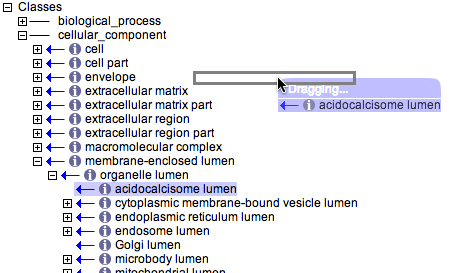 Classes
biological_process
cellular_component
cell
cell part
envelope
Dragging...
extracellular matrix
extracellular matrix part
acidocalcisome lumen
extracellular region
extracellular region part
macromolecular complex
membrane-enclosed lumen
organelle lumen
acidocalcisome lumen
cytoplasmic membrane-bound vesicle lumen
endoplasmic reticulum lumen
endosome lumen
Golgi lumen
microbody lumen
mitochondrial lumen